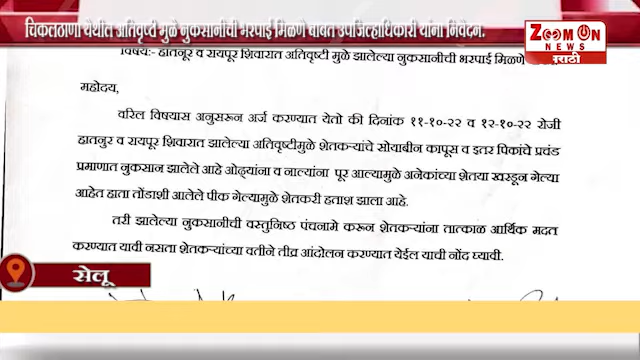 चिकलठाणा येथील अतिवृष्टी मुळे नुकसानीची भरपाई मिळणे बाबत उपजिल्हाधिकारी यांना निवेदन.
ZOOM ON
NEWS
मराठी
विषय:- हातनूर व रायपूर शिवारात अतिवृष्टी मुळे झालेल्या नुकसानीची भरपाई मिळणे
महोदय,
वरिल विषयास अनुसरून अर्ज करण्यात येतो की दिनांक ११-१०-२२ व १२-१०-२२ रोजी
हातनुर व रायपूर शिवारात झालेल्या अतिवृष्टीमुळे शेतकऱ्यांचे सोयाबीन कापूस व इतर पिकांचे प्रचंड
प्रमाणात नुकसान झालेले आहे ओढ्यांना व नाल्यांना पूर आल्यामुळे अनेकांच्या शेतया खरडून गेल्या
आहेत हाता तोंडाशी आलेले पीक गेल्यामुळे शेतकरी हताश झाला आहे.
तरी झालेल्या नुकसानीची वस्तुनिष्ठ पंचनामे करून शेतकऱ्यांना तात्काळ आर्थिक मदत
करण्यात यावी नसता शेतकऱ्यांच्या वतीने तीव्र आंदोलन करण्यात येईल याची नोंद घ्यावी.
सेलू